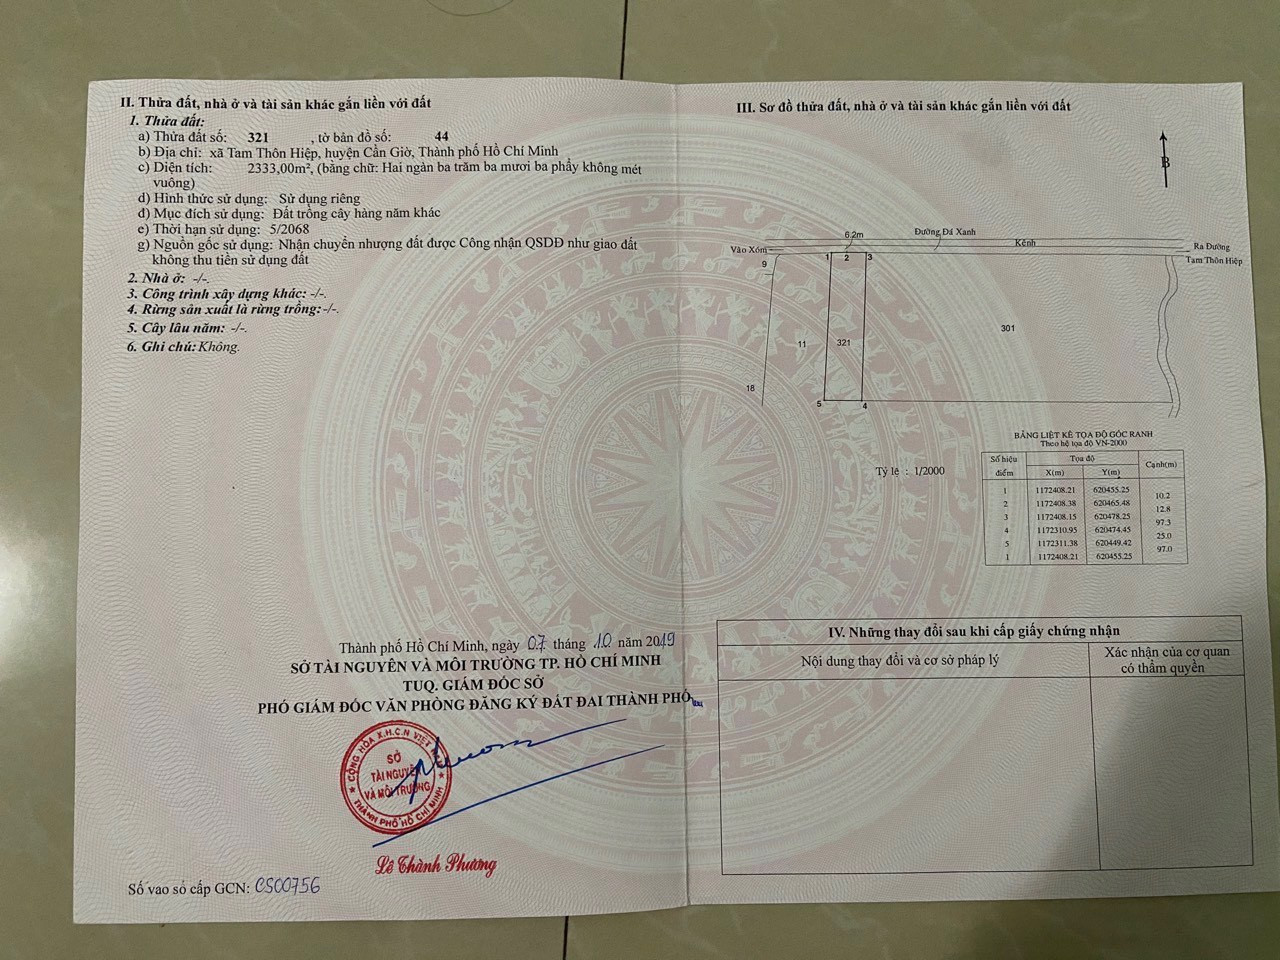 II. Thửa đất, nhà ở và tài sản khác gắn liền với đất
1. Thửa đất:
a) Thửa đất số: 321 , tờ bản đồ số: 44
b) Địa chỉ: xã Tam Thôn Hiệp, huyện Cần Giờ, Thành phố Hồ Chí Minh
c) Diện tích: 2333,00m², (bằng chữ: Hai ngàn ba trăm ba mươi ba phẩy không mét
vuông)
d) Hình thức sử dụng: Sử dụng riêng
đ) Mục đích sử dụng: Đất trồng cây hàng năm khác
e) Thời hạn sử dụng: 5/2068
g) Nguồn gốc sử dụng: Nhận chuyển nhượng đất được Công nhận QSDĐ như giao đất
không thu tiền sử dụng đất
2. Nhà ở: -/-.
3. Công trình xây dựng khác: -/-.
4. Rừng sản xuất là rừng trồng: -/-.
5. Cây lâu năm: -/-.
6. Ghi chú: Không.
Thành phố Hồ Chí Minh, ngày 07 tháng 10 năm 2019
SỞ TÀI NGUYÊN VÀ MÔI TRƯỜNG TP. HỒ CHÍ MINH
TUQ. GIÁM ĐỐC SỞ
PHÓ GIÁM ĐỐC VĂN PHÒNG ĐĂNG KÝ ĐẤT ĐAI THÀNH PHỐ
CỘNG HÒA X.H.C.N VIỆT NAM
SỞ
TÀI NGUYÊN
VÀ MÔI TRƯỜNG
THÀNH PHỐ HỒ CHÍ MINH
Lê Thành Phương
Số vào sổ cấp GCN: CS00756
III. Sơ đồ thửa đất, nhà ở và tài sản khác gắn liền với đất
B
6.2m Đường Đá Xanh
Vào Xóm Kênh Ra Đường
Tam Thôn Hiệp
9 1 2 3
301
11 321
18
5 4
BẢNG LIỆT KÊ TỌA ĐỘ GÓC RANH
Theo hệ tọa độ VN-2000
Tỷ lệ : 1/2000
Số hiệu điểm Tọa độ Cạnh(m)
X(m) Y(m)
1 1172408.21 620455.25
10.2
2 1172408.38 620465.48
12.8
3 1172408.15 620478.25
97.3
4 1172310.95 620474.45
25.0
5 1172311.38 620449.42
97.0
1 1172408.21 620455.25
IV. Những thay đổi sau khi cấp giấy chứng nhận
Nội dung thay đổi và cơ sở pháp lý
Xác nhận của cơ quan
có thẩm quyền